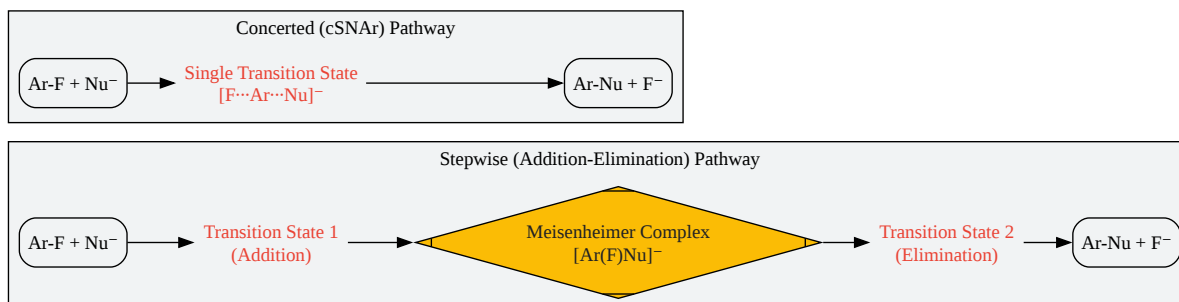 Concerted (cSNAr) Pathway
Ar-F + Nu⁻
Single Transition State
[F···Ar···Nu]⁻
Ar-Nu + F⁻
Stepwise (Addition-Elimination) Pathway
Ar-F + Nu⁻
Transition State 1
(Addition)
Meisenheimer Complex
[Ar(F)Nu]⁻
Transition State 2
(Elimination)
Ar-Nu + F⁻